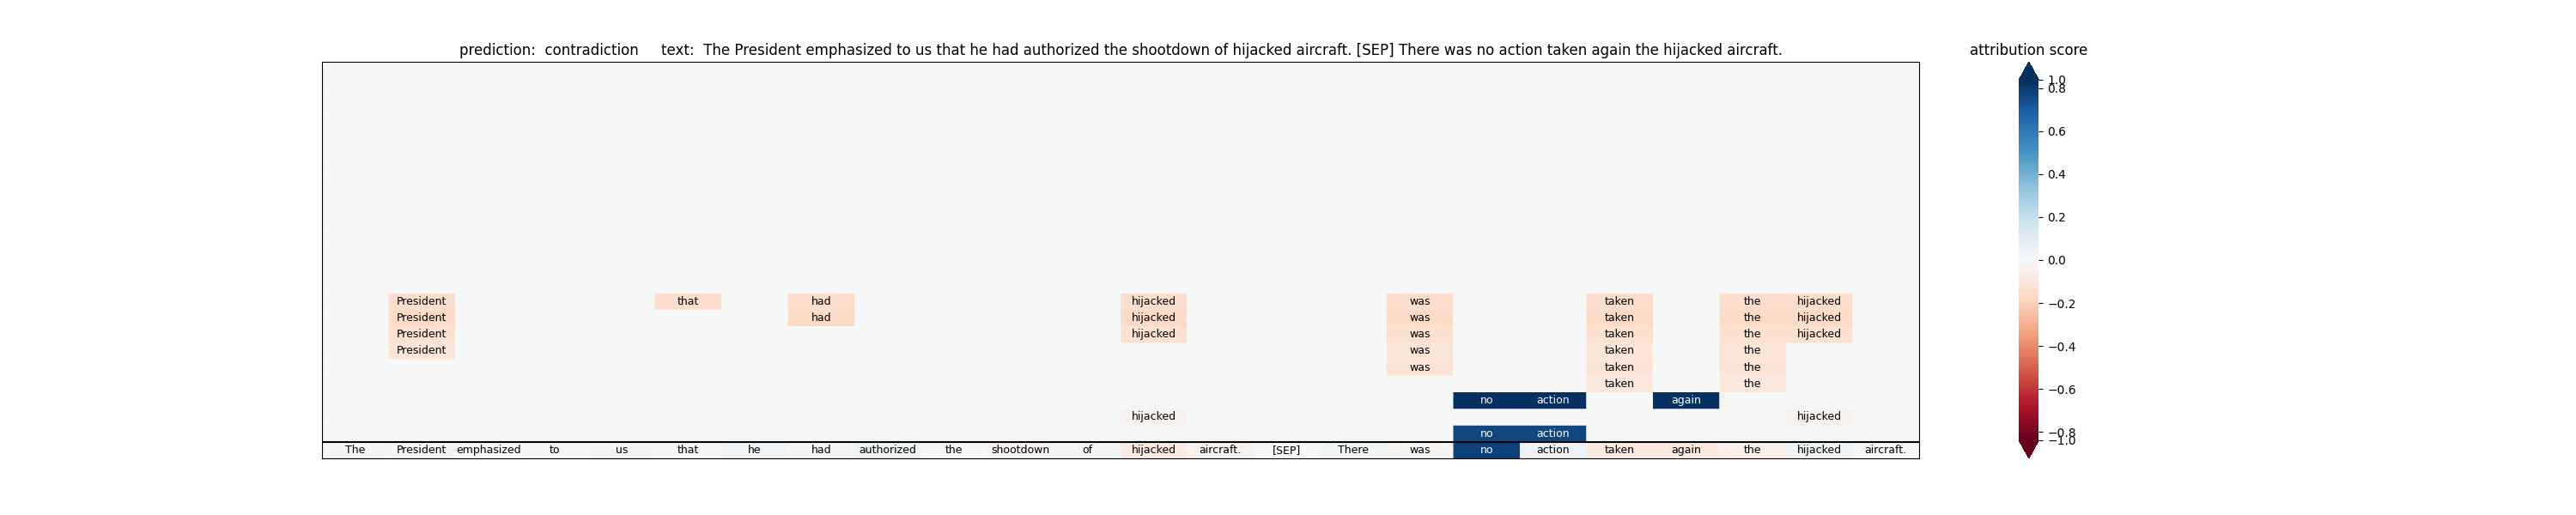 prediction:  contradiction     text:  The President emphasized to us that he had authorized the shootdown of hijacked aircraft. [SEP] There was no action taken again the hijacked aircraft.
attribution score
1.0
0.8
0.6
0.4
0.2
0.0
−0.2
−0.4
−0.6
−0.8
−1.0
President that had hijacked was taken the hijacked
President had hijacked was taken the hijacked
President hijacked was taken the hijacked
President was taken the
was taken the
taken the
no action again
hijacked hijacked
no action
The President emphasized to us that he had authorized the shootdown of hijacked aircraft. [SEP] There was no action taken again the hijacked aircraft.